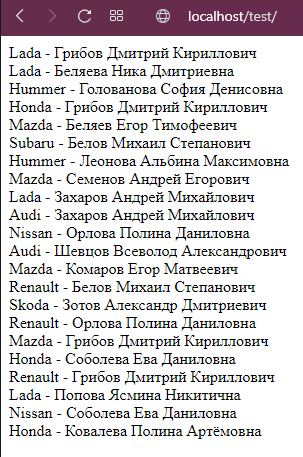 localhost/test/
Lada - Грибов Дмитрий Кириллович
Lada - Беляева Ника Дмитриевна
Hummer - Голованова София Денисовна
Honda - Грибов Дмитрий Кириллович
Mazda - Беляев Егор Тимофеевич
Subaru - Белов Михаил Степанович
Hummer - Леонова Альбина Максимовна
Mazda - Семенов Андрей Егорович
Lada - Захаров Андрей Михайлович
Audi - Захаров Андрей Михайлович
Nissan - Орлова Полина Даниловна
Audi - Шевцов Всеволод Александрович
Mazda - Комаров Егор Матвеевич
Renault - Белов Михаил Степанович
Skoda - Зотов Александр Дмитриевич
Renault - Орлова Полина Даниловна
Mazda - Грибов Дмитрий Кириллович
Honda - Соболева Ева Даниловна
Renault - Грибов Дмитрий Кириллович
Lada - Попова Ясмина Никитична
Nissan - Соболева Ева Даниловна
Honda - Ковалева Полина Артёмовна